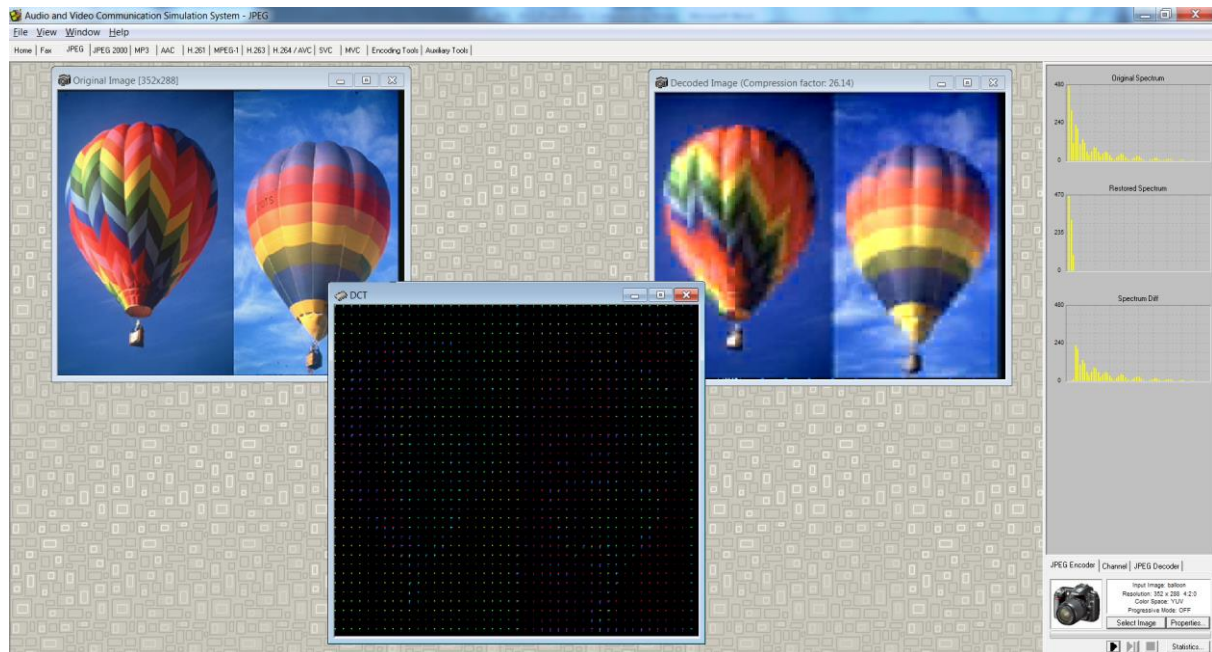 Audio and Video Communication Simulation System - JPEG
File View Window Help
Home Fax JPEG JPEG 2000 MP3 AAC H.261 MPEG-1 H.263 H.264 / AVC SVC MVC Encoding Tools Auxiliary Tools
Original Image [352x288]
Decoded Image (Compression factor: 26.14)
DCT
Original Spectrum
480
240
0
Restored Spectrum
470
235
0
Spectrum Diff
480
240
0
JPEG Encoder Channel JPEG Decoder
Input Image: balloon
Resolution: 352 x 288 4:2:0
Color Space: YUV
Progressive Mode: OFF
Select Image Properties...
Statistics...